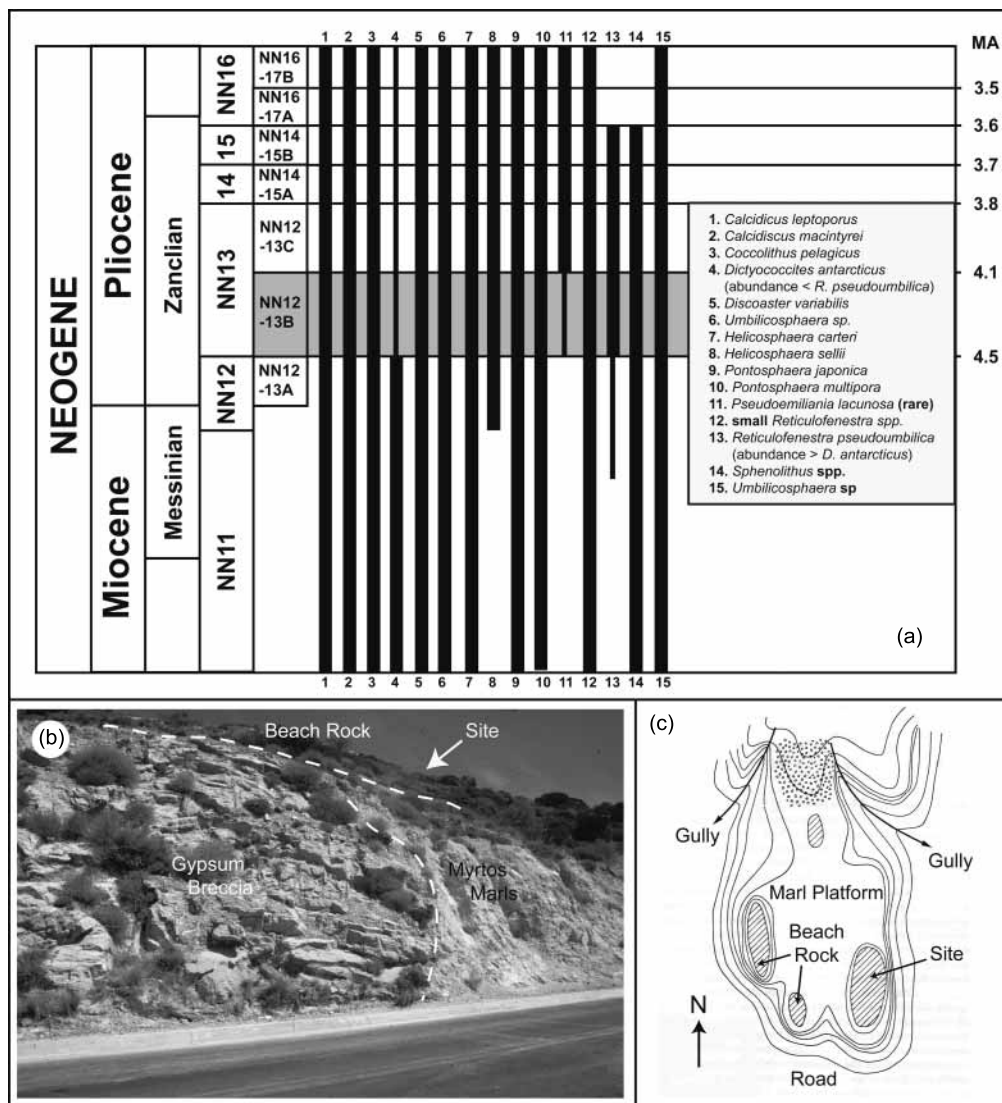 1 2 3 4 5 6 7 8 9 10 11 12 13 14 15
MA
NEOGENE
Pliocene
Miocene
Zanclian
Messinian
NN16
15
14
NN13
NN12
NN11
NN16
-17B
NN16
-17A
NN14
-15B
NN14
-15A
NN12
-13C
NN12
-13B
NN12
-13A
3.5
3.6
3.7
3.8
4.1
4.5
1. Calcidicus leptoporus
2. Calcidiscus macintyrei
3. Coccolithus pelagicus
4. Dictyococcites antarcticus
(abundance < R. pseudoumbilica)
5. Discoaster variabilis
6. Umbilicosphaera sp.
7. Helicosphaera carteri
8. Helicosphaera sellii
9. Pontosphaera japonica
10. Pontosphaera multipora
11. Pseudoemiliania lacunosa (rare)
12. small Reticulofenestra spp.
13. Reticulofenestra pseudoumbilica
(abundance > D. antarcticus)
14. Sphenolithus spp.
15. Umbilicosphaera sp
(a)
1 2 3 4 5 6 7 8 9 10 11 12 13 14 15
(b)
Beach Rock
Site
Gypsum
Breccia
Myrtos
Marls
(c)
Gully
Gully
Marl Platform
Beach
Rock
Site
N
Road